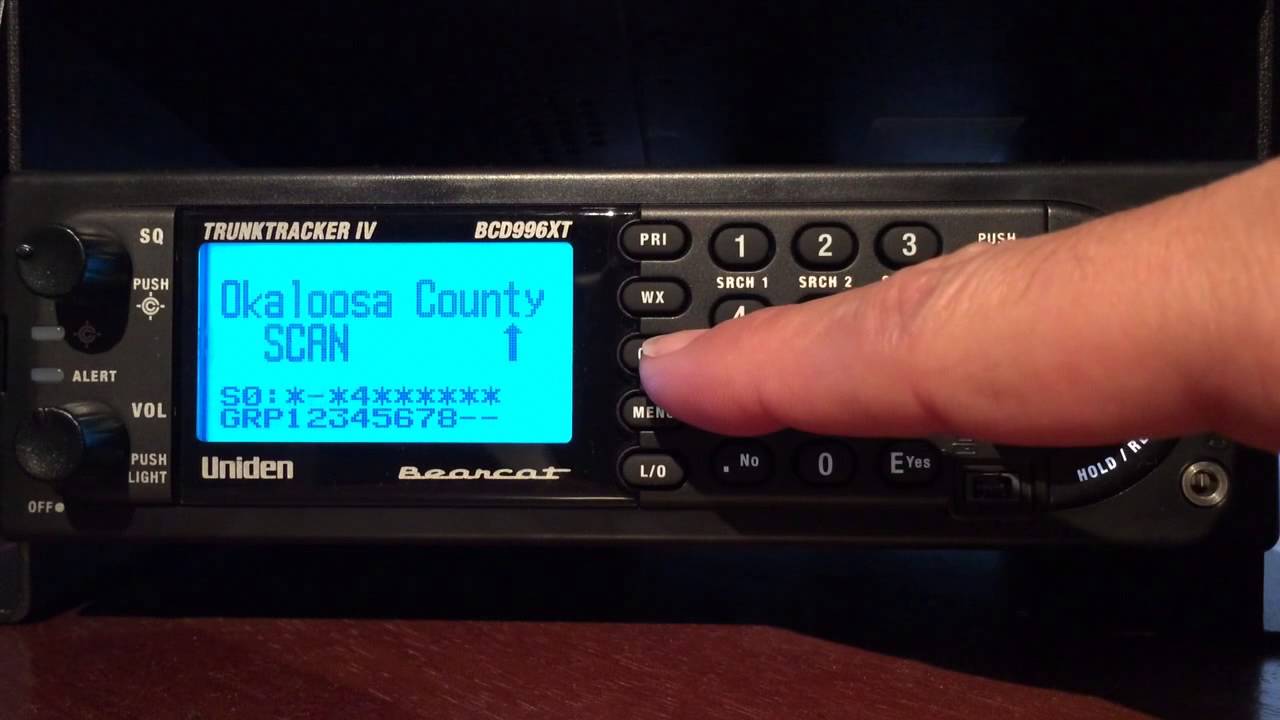 SQ
PUSH
ALERT
VOL
PUSH
LIGHT
OFF
TRUNKTRACKER IV BCD996XT
Okaloosa County
SCAN ↑
S0:*-*4******
GRP12345678--
Uniden Bearcat
PRI
WX
MENU
L/O
1 2 3
SRCH 1 SRCH 2
4
. No 0 E Yes
PUSH
HOLD /